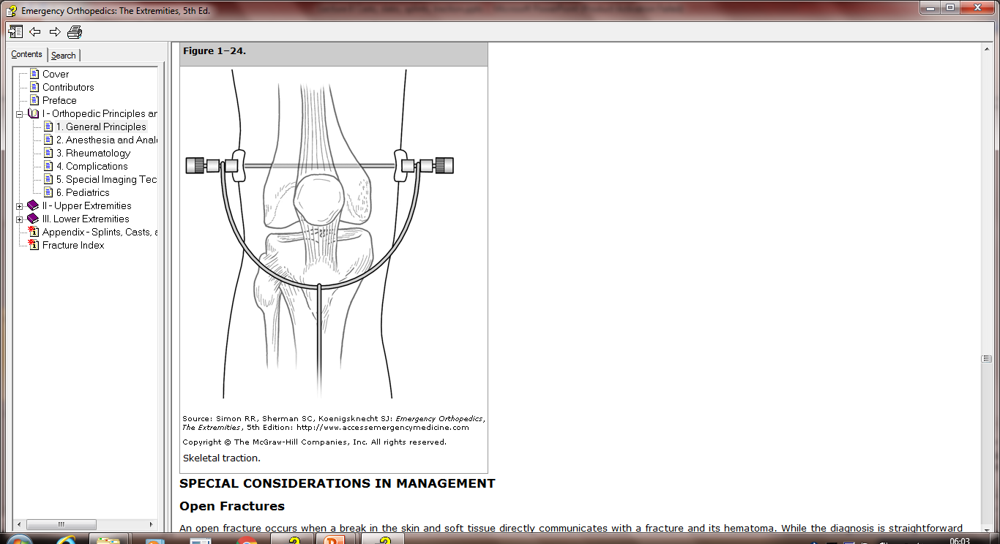 Emergency Orthopedics: The Extremities, 5th Ed.
Contents
Search
Cover
Contributors
Preface
I - Orthopedic Principles an
1. General Principles
2. Anesthesia and Anal
3. Rheumatology
4. Complications
5. Special Imaging Tec
6. Pediatrics
II - Upper Extremities
III. Lower Extremities
Appendix - Splints, Casts, a
Fracture Index
Figure 1–24.
Source: Simon RR, Sherman SC, Koenigsknecht SJ: Emergency Orthopedics,
The Extremities, 5th Edition: http://www.accessemergencymedicine.com
Copyright © The McGraw-Hill Companies, Inc. All rights reserved.
Skeletal traction.
SPECIAL CONSIDERATIONS IN MANAGEMENT
Open Fractures
An open fracture occurs when a break in the skin and soft tissue directly communicates with a fracture and its hematoma. While the diagnosis is straightforward
06:03